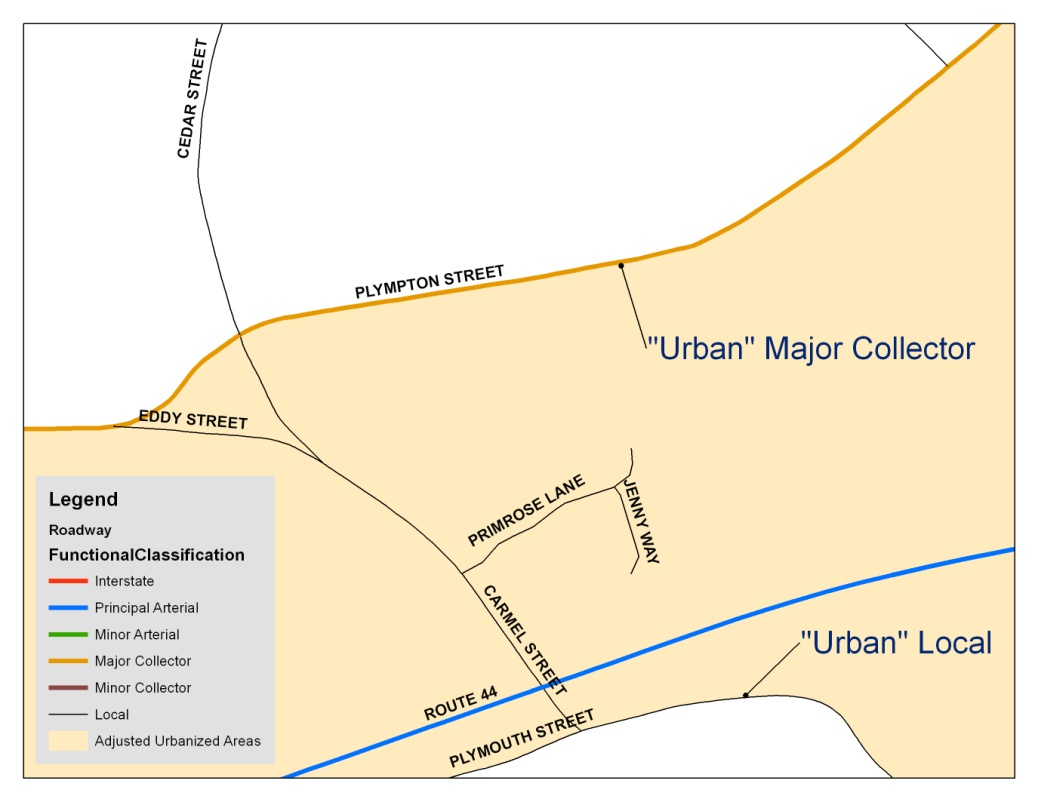 CEDAR STREET
PLYMPTON STREET
"Urban" Major Collector
EDDY STREET
PRIMROSE LANE
JENNY WAY
CARMEL STREET
"Urban" Local
ROUTE 44
PLYMOUTH STREET
Legend
Roadway
FunctionalClassification
Interstate
Principal Arterial
Minor Arterial
Major Collector
Minor Collector
Local
Adjusted Urbanized Areas